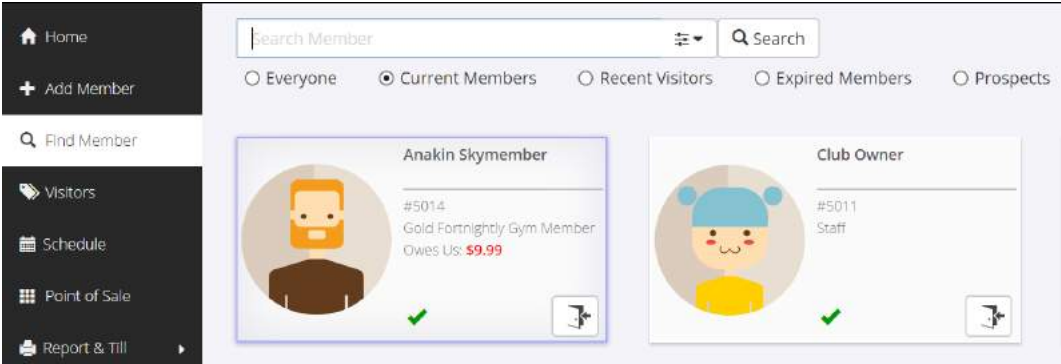 Home
Add Member
Find Member
Visitors
Schedule
Point of Sale
Report & Till
Search Member
Search
Everyone
Current Members
Recent Visitors
Expired Members
Prospects
Anakin Skymember
#5014
Gold Fortnightly Gym Member
Owes Us: $9.99
Club Owner
#5011
Staff